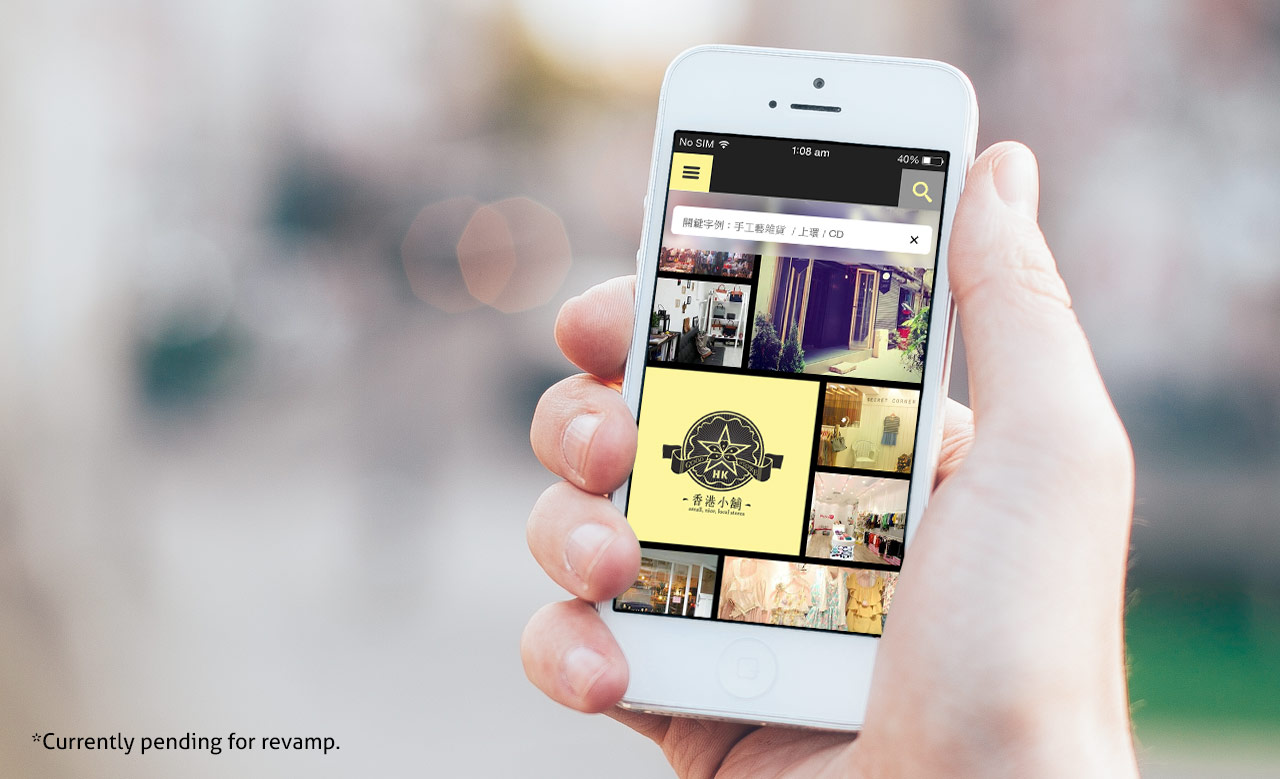 No SIM
1:08 am
40%
關鍵字例：手工藝雜貨 / 上環 / CD
SECRET CORNER
HK
香港小舖
small, nice, local stores
*Currently pending for revamp.